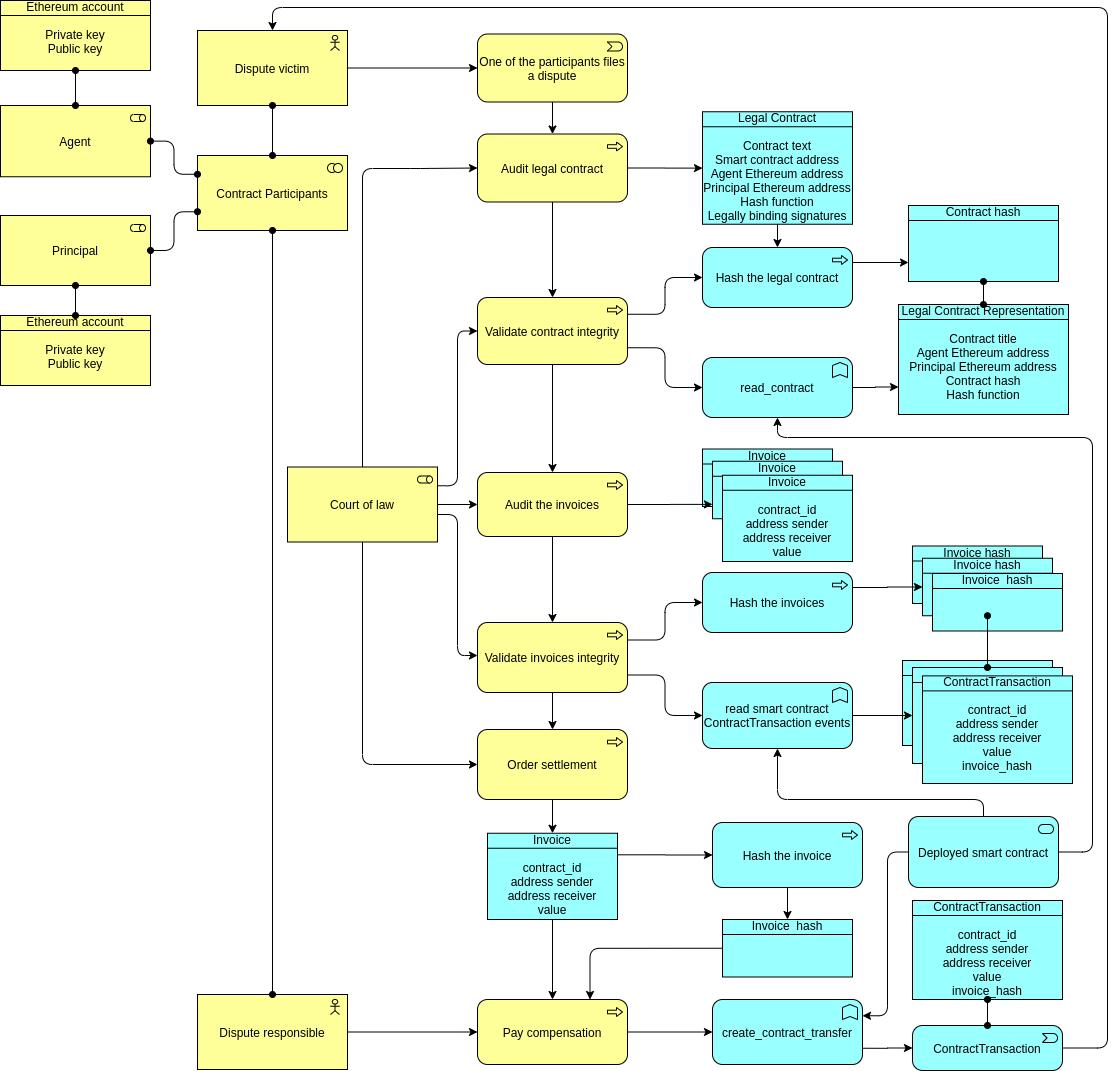 Ethereum account
Private key
Public key
Agent
Principal
Ethereum account
Private key
Public key
Dispute victim
Contract Participants
Court of law
Dispute responsible
One of the participants files
a dispute
Audit legal contract
Validate contract integrity
Audit the invoices
Validate invoices integrity
Order settlement
Invoice
contract_id
address sender
address receiver
value
Pay compensation
Legal Contract
Contract text
Smart contract address
Agent Ethereum address
Principal Ethereum address
Hash function
Legally binding signatures
Hash the legal contract
Contract hash
Legal Contract Representation
Contract title
Agent Ethereum address
Principal Ethereum address
Contract hash
Hash function
read_contract
Invoice
Invoice
Invoice
contract_id
address sender
address receiver
value
Hash the invoices
Invoice hash
Invoice hash
Invoice hash
read smart contract
ContractTransaction events
ContractTransaction
contract_id
address sender
address receiver
value
invoice_hash
Hash the invoice
Invoice hash
Deployed smart contract
ContractTransaction
contract_id
address sender
address receiver
value
invoice_hash
create_contract_transfer
ContractTransaction